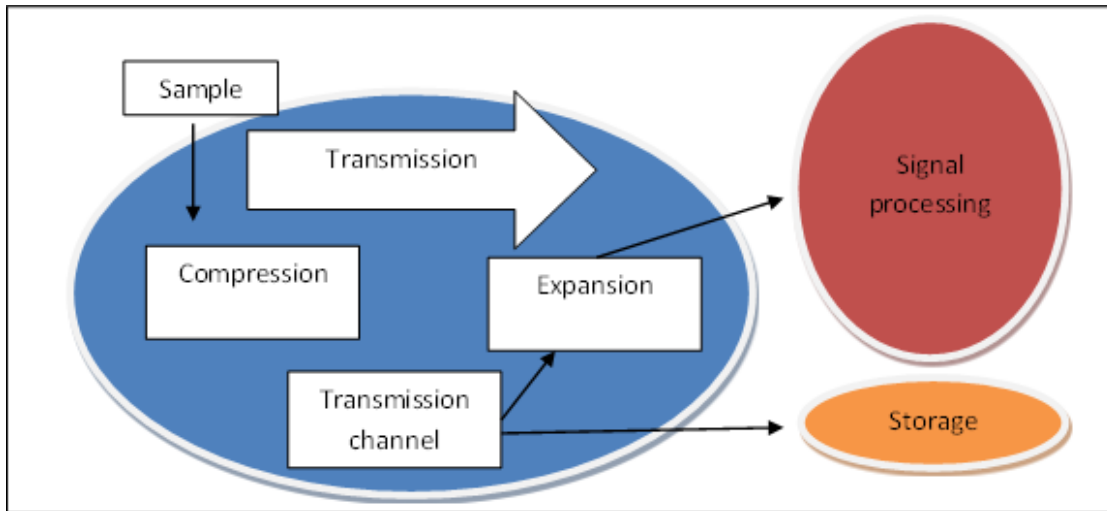 Sample
Transmission
Signal
processing
Compression
Expansion
Transmission
channel
Storage